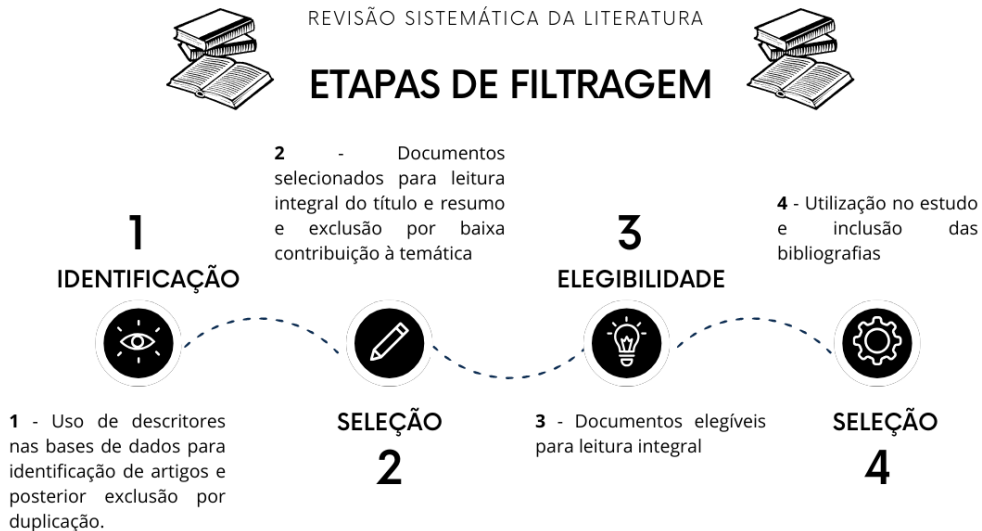 REVISÃO SISTEMÁTICA DA LITERATURA
ETAPAS DE FILTRAGEM
1
IDENTIFICAÇÃO
1 - Uso de descritores
nas bases de dados para
identificação de artigos e
posterior exclusão por
duplicação.
2 - Documentos
selecionados para leitura
integral do título e resumo
e exclusão por baixa
contribuição à temática
SELEÇÃO
2
3
ELEGIBILIDADE
3 - Documentos elegíveis
para leitura integral
4 - Utilização no estudo
e inclusão das
bibliografias
SELEÇÃO
4